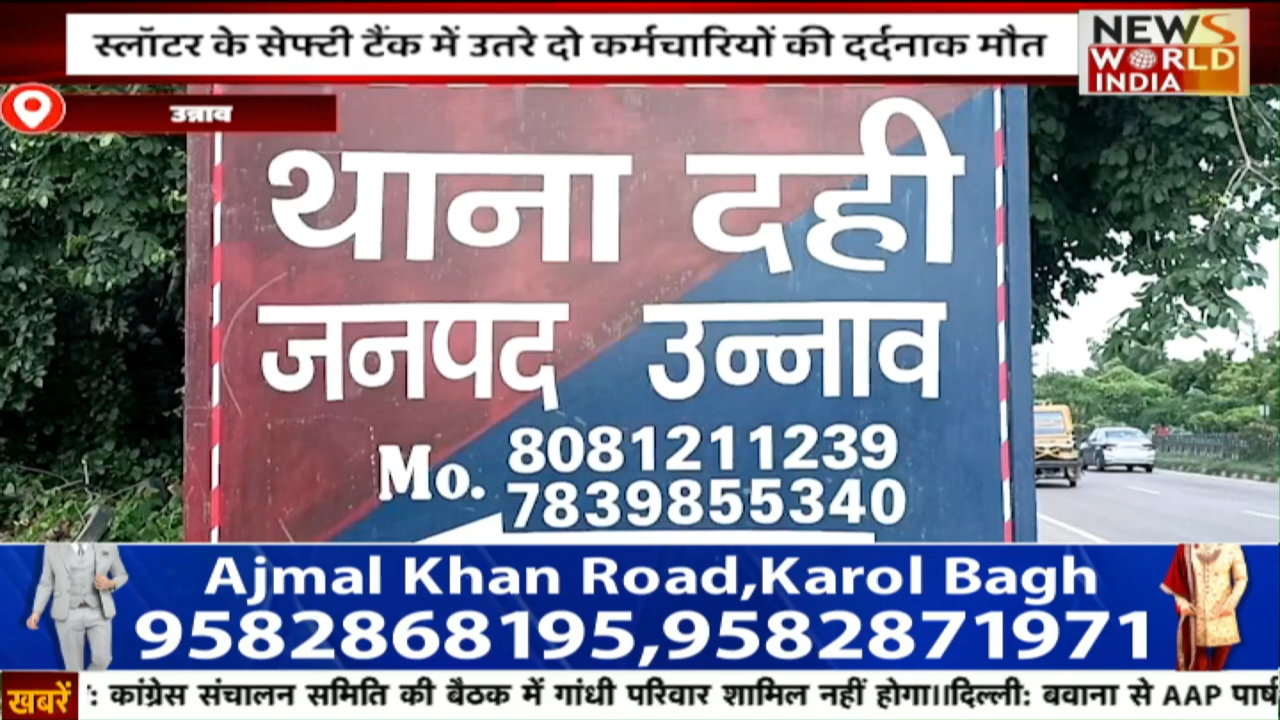 स्लॉटर के सेफ्टी टैंक में उतरे दो कर्मचारियों की दर्दनाक मौत
NEWS
WORLD
INDIA
उन्नाव
थाना दही
जनपद उन्नाव
Mo. 8081211239
7839855340
Ajmal Khan Road,Karol Bagh
9582868195,9582871971
खबरें : कांग्रेस संचालन समिति की बैठक में गांधी परिवार शामिल नहीं होगा।।दिल्ली: बवाना से AAP पार्ष